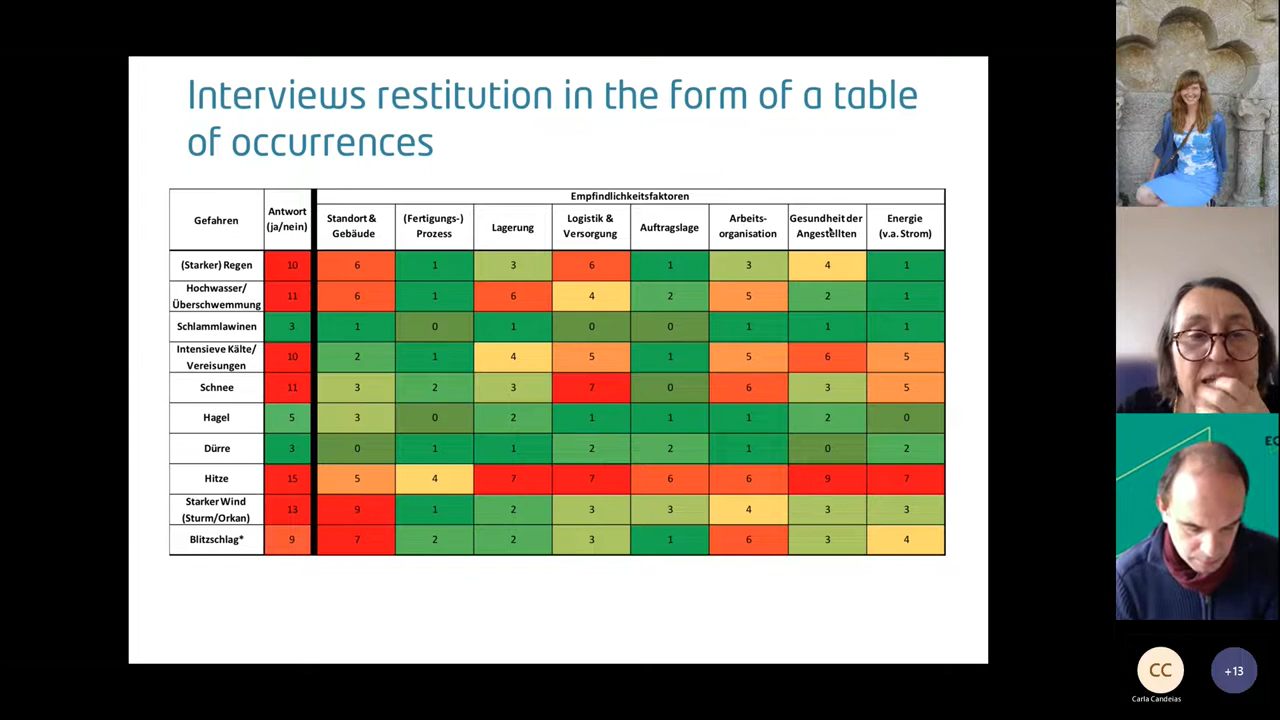 Interviews restitution in the form of a table
of occurrences
Empfindlichkeitsfaktoren
Gefahren
Antwort
(ja/nein)
Standort &
Gebäude
(Fertigungs-)
Prozess
Lagerung
Logistik &
Versorgung
Auftragslage
Arbeits-
organisation
Gesundheit der
Angestellten
Energie
(v.a. Strom)
(Starker) Regen 10 6 1 3 6 1 3 4 1
Hochwasser/
Überschwemmung 11 6 1 6 4 2 5 2 1
Schlammlawinen 3 1 0 1 0 0 1 1 1
Intensieve Kälte/
Vereisungen 10 2 1 4 5 1 5 6 5
Schnee 11 3 2 3 7 0 6 3 5
Hagel 5 3 0 2 1 1 1 2 0
Dürre 3 0 1 1 2 2 1 0 2
Hitze 15 5 4 7 7 6 6 9 7
Starker Wind
(Sturm/Orkan) 13 9 1 2 3 3 4 3 3
Blitzschlag* 9 7 2 2 3 1 6 3 4
EC
CC
Carla Candeias
+13